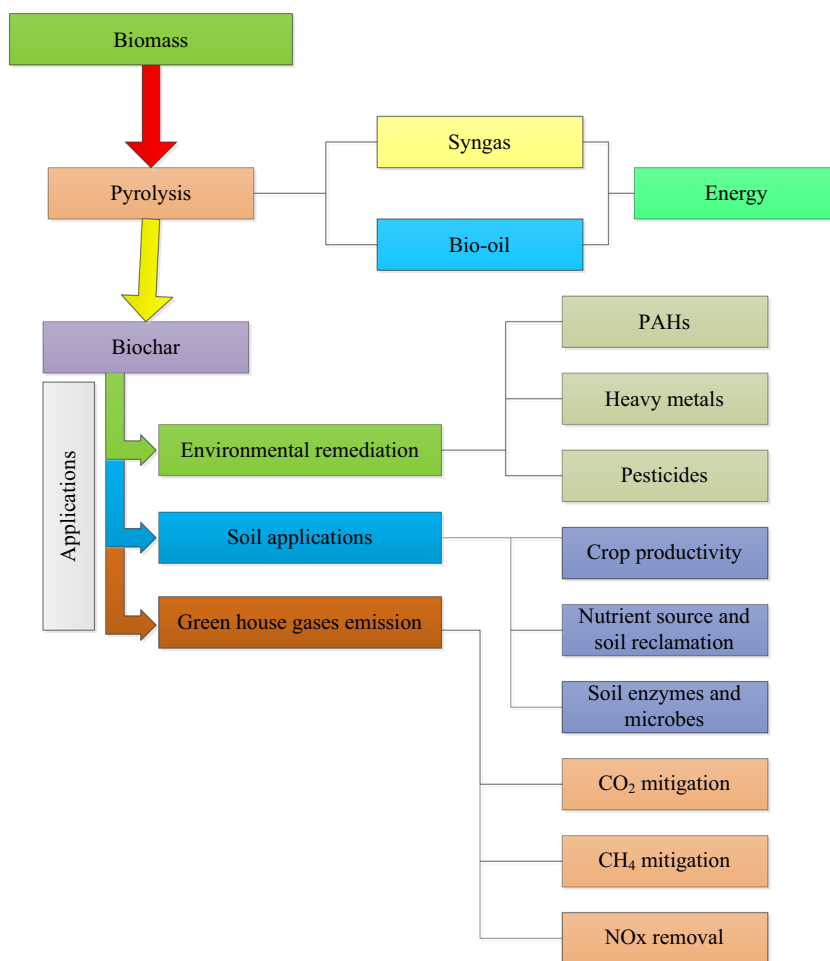 Biomass
Pyrolysis
Syngas
Bio-oil
Energy
Biochar
Applications
Environmental remediation
PAHs
Heavy metals
Pesticides
Soil applications
Crop productivity
Nutrient source and
soil reclamation
Soil enzymes and
microbes
Green house gases emission
CO₂ mitigation
CH₄ mitigation
NOx removal